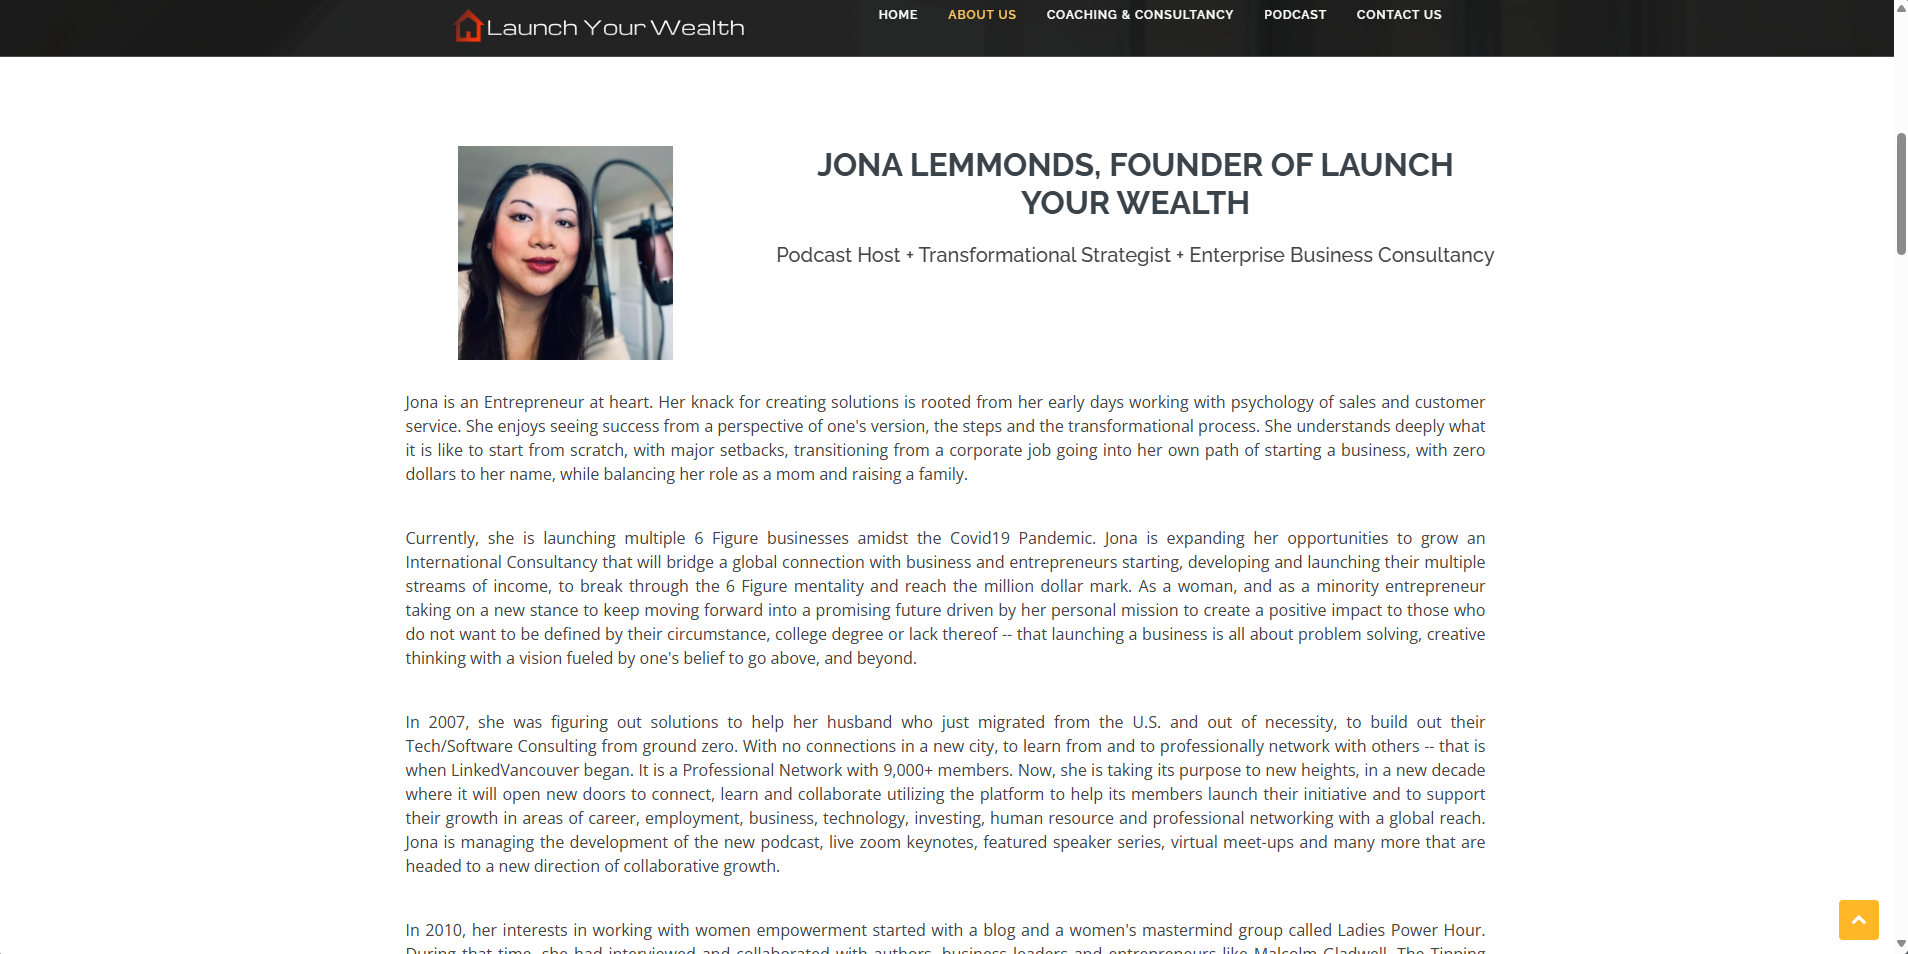 Launch Your Wealth
HOME ABOUT US COACHING & CONSULTANCY PODCAST CONTACT US
JONA LEMMONDS, FOUNDER OF LAUNCH
YOUR WEALTH
Podcast Host + Transformational Strategist + Enterprise Business Consultancy
Jona is an Entrepreneur at heart. Her knack for creating solutions is rooted from her early days working with psychology of sales and customer
service. She enjoys seeing success from a perspective of one's version, the steps and the transformational process. She understands deeply what
it is like to start from scratch, with major setbacks, transitioning from a corporate job going into her own path of starting a business, with zero
dollars to her name, while balancing her role as a mom and raising a family.
Currently, she is launching multiple 6 Figure businesses amidst the Covid19 Pandemic. Jona is expanding her opportunities to grow an
International Consultancy that will bridge a global connection with business and entrepreneurs starting, developing and launching their multiple
streams of income, to break through the 6 Figure mentality and reach the million dollar mark. As a woman, and as a minority entrepreneur
taking on a new stance to keep moving forward into a promising future driven by her personal mission to create a positive impact to those who
do not want to be defined by their circumstance, college degree or lack thereof -- that launching a business is all about problem solving, creative
thinking with a vision fueled by one's belief to go above, and beyond.
In 2007, she was figuring out solutions to help her husband who just migrated from the U.S. and out of necessity, to build out their
Tech/Software Consulting from ground zero. With no connections in a new city, to learn from and to professionally network with others -- that is
when LinkedVancouver began. It is a Professional Network with 9,000+ members. Now, she is taking its purpose to new heights, in a new decade
where it will open new doors to connect, learn and collaborate utilizing the platform to help its members launch their initiative and to support
their growth in areas of career, employment, business, technology, investing, human resource and professional networking with a global reach.
Jona is managing the development of the new podcast, live zoom keynotes, featured speaker series, virtual meet-ups and many more that are
headed to a new direction of collaborative growth.
In 2010, her interests in working with women empowerment started with a blog and a women's mastermind group called Ladies Power Hour.
During that time, she had interviewed and collaborated with authors, business leaders and entrepreneurs like Malcolm Gladwell, The Tipping